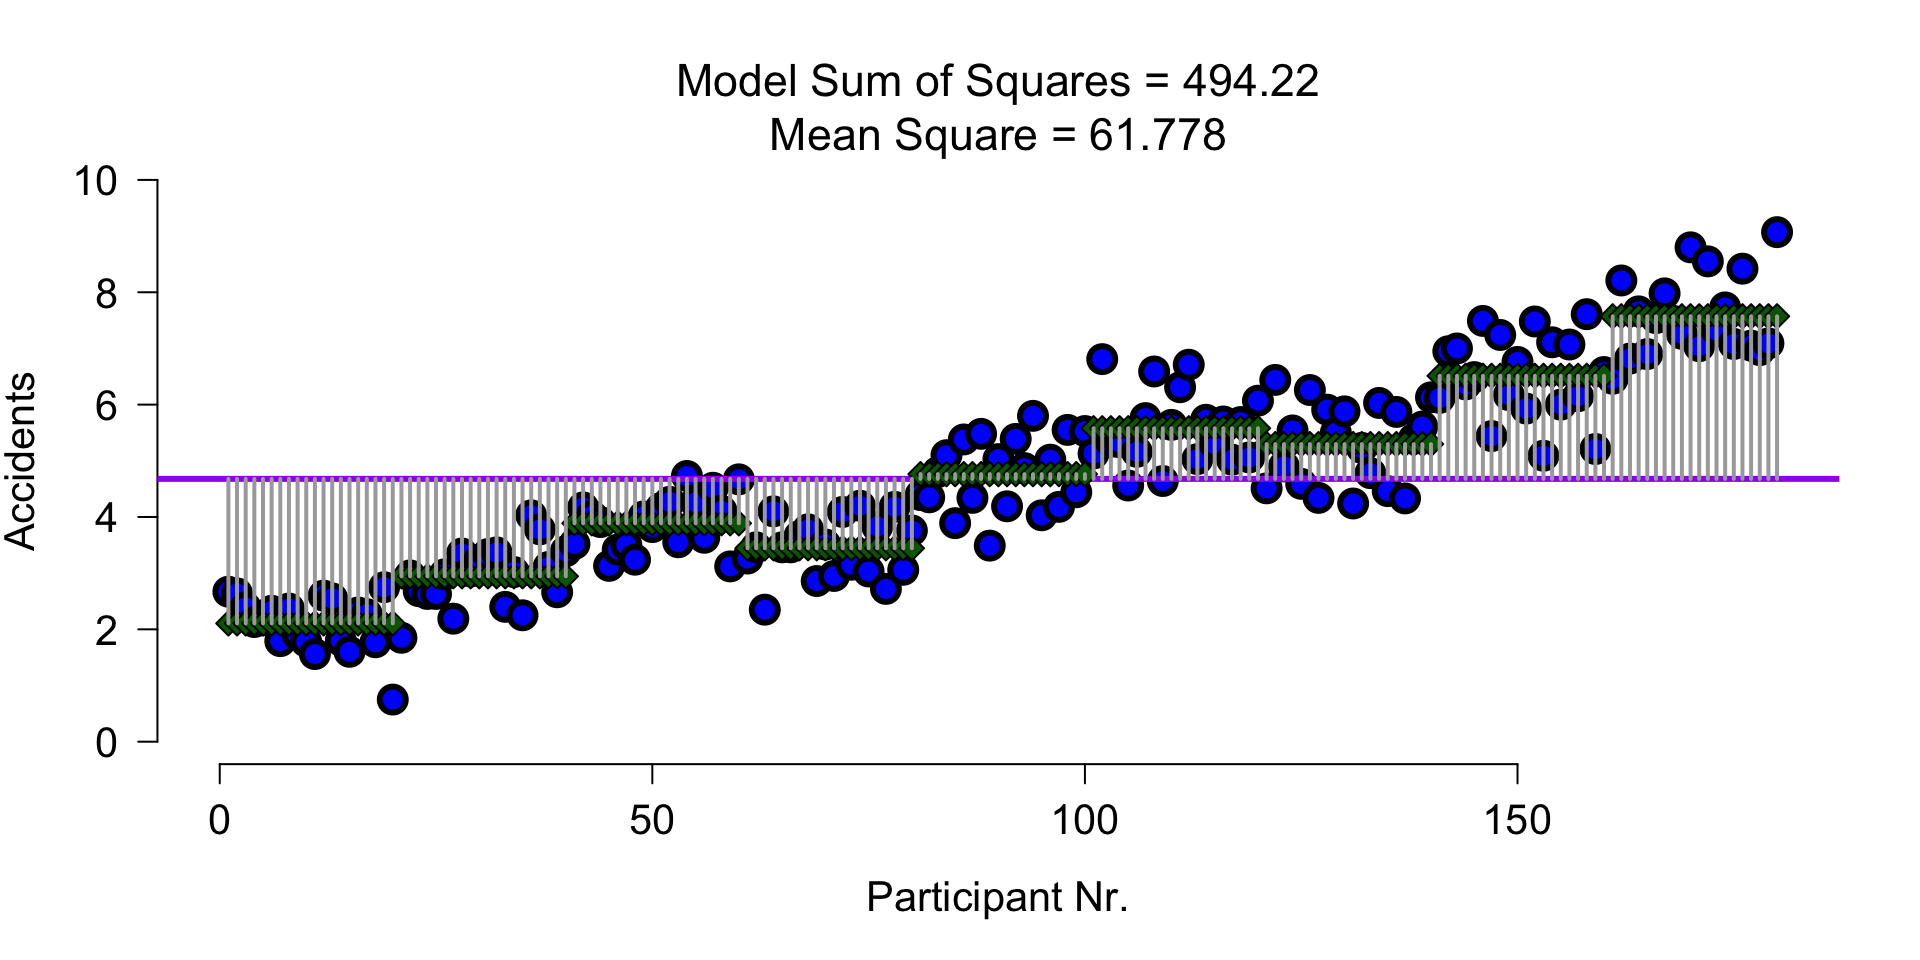 Model Sum of Squares = 494.22
Mean Square = 61.778
10
8
6
4
2
0
Accidents
0 50 100 150
Participant Nr.